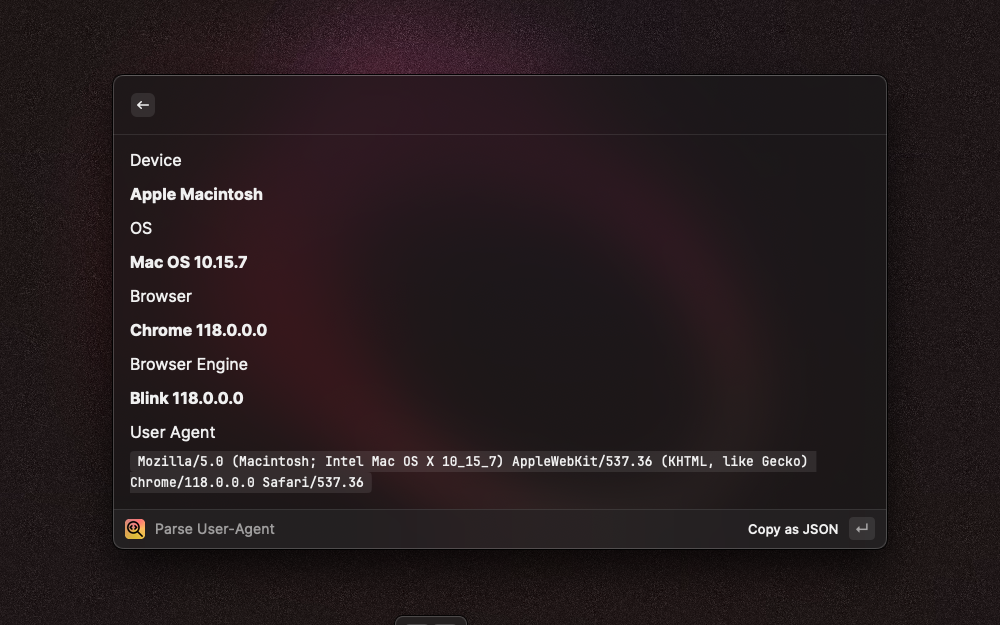 Device
Apple Macintosh
OS
Mac OS 10.15.7
Browser
Chrome 118.0.0.0
Browser Engine
Blink 118.0.0.0
User Agent
Mozilla/5.0 (Macintosh; Intel Mac OS X 10_15_7) AppleWebKit/537.36 (KHTML, like Gecko)
Chrome/118.0.0.0 Safari/537.36
Parse User-Agent
Copy as JSON